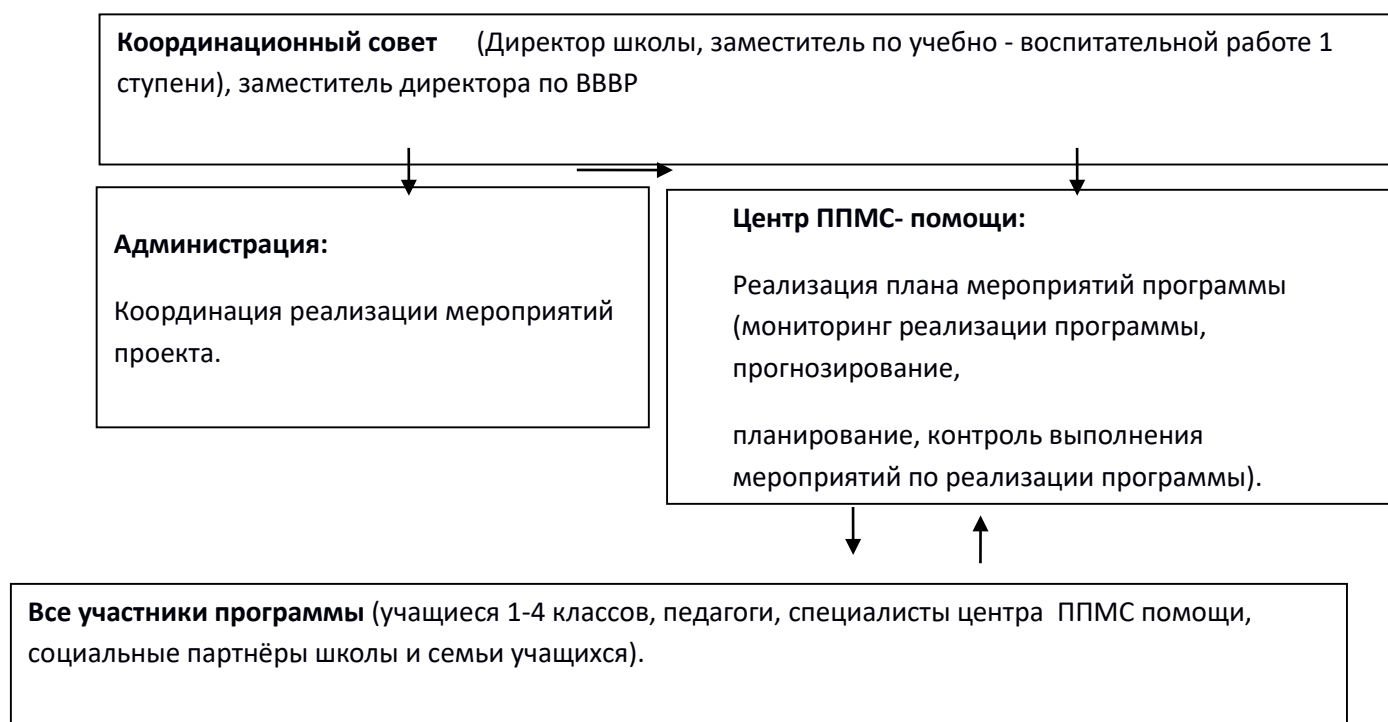 Координационный совет (Директор школы, заместитель по учебно - воспитательной работе 1
ступени), заместитель директора по ВВВР
Администрация:
Координация реализации мероприятий
проекта.
Центр ППМС- помощи:
Реализация плана мероприятий программы
(мониторинг реализации программы,
прогнозирование,
планирование, контроль выполнения
мероприятий по реализации программы).
Все участники программы (учащиеся 1-4 классов, педагоги, специалисты центра ППМС помощи,
социальные партнёры школы и семьи учащихся).